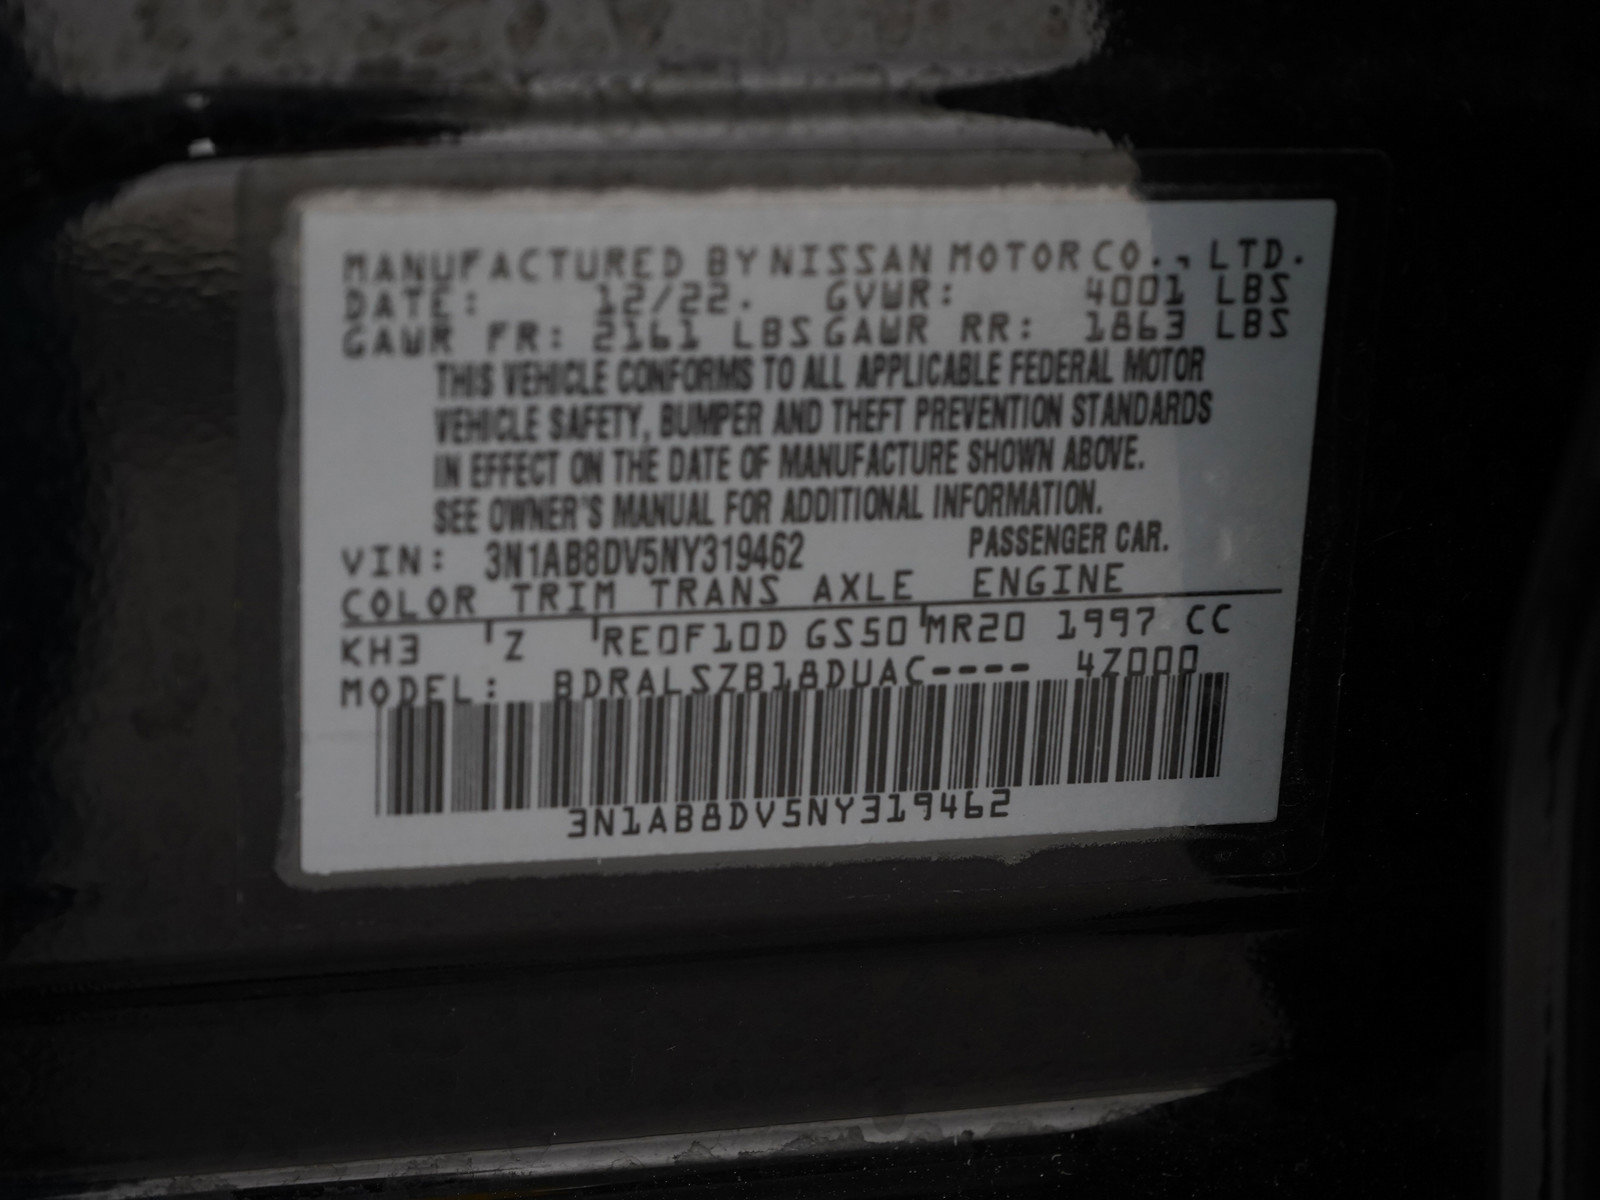 MANUFACTURED BY NISSAN MOTOR CO., LTD.
DATE: 12/22. GVWR: 4001 LBS
GAWR FR: 2161 LBS GAWR RR: 1863 LBS
THIS VEHICLE CONFORMS TO ALL APPLICABLE FEDERAL MOTOR
VEHICLE SAFETY, BUMPER AND THEFT PREVENTION STANDARDS
IN EFFECT ON THE DATE OF MANUFACTURE SHOWN ABOVE.
SEE OWNER'S MANUAL FOR ADDITIONAL INFORMATION.
VIN: 3N1AB8DV5NY319462 PASSENGER CAR.
COLOR TRIM TRANS AXLE ENGINE
KH3 Z RE0F10D GS50 MR20 1997 CC
MODEL: BDRALSZB18DUAC---- 4Z000
3N1AB8DV5NY319462